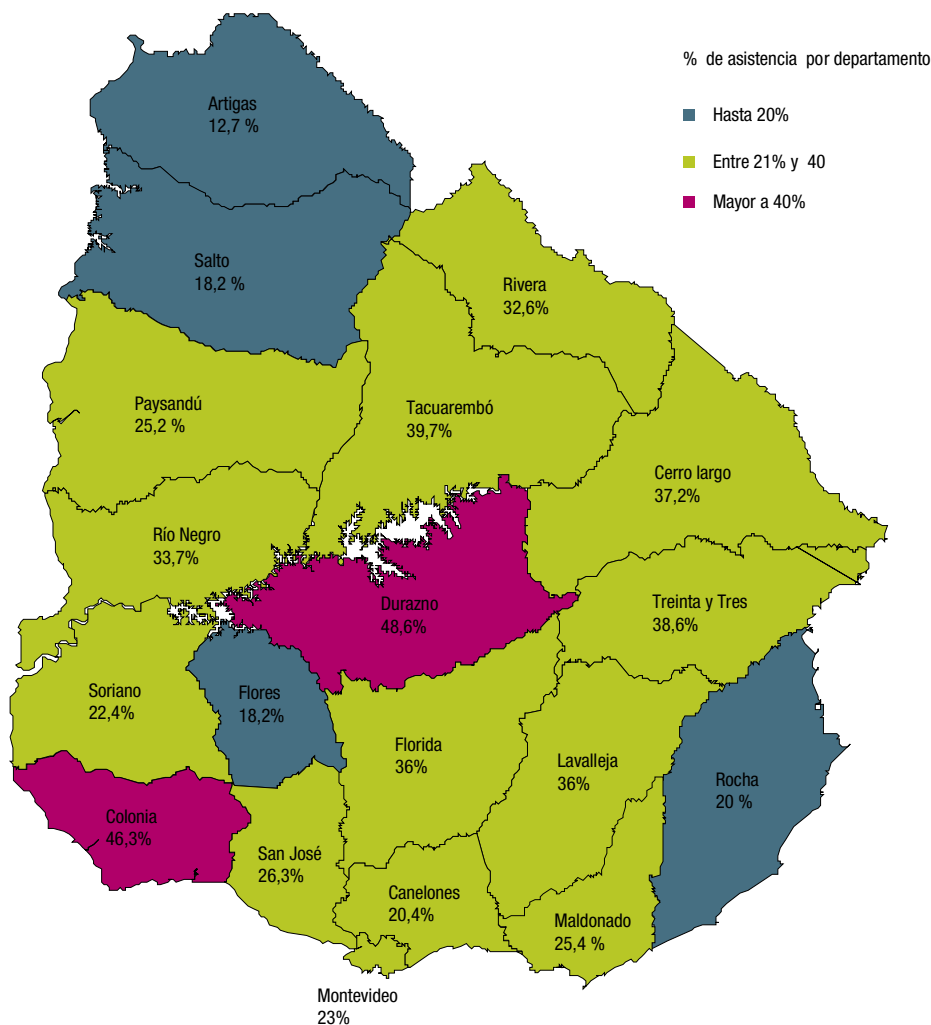 % de asistencia por departamento
Hasta 20%
Entre 21% y 40
Mayor a 40%
Artigas
12,7 %
Salto
18,2 %
Rivera
32,6%
Paysandú
25,2 %
Tacuarembó
39,7%
Cerro largo
37,2%
Río Negro
33,7%
Durazno
48,6%
Treinta y Tres
38,6%
Soriano
22,4%
Flores
18,2%
Florida
36%
Lavalleja
36%
Rocha
20 %
Colonia
46,3%
San José
26,3%
Canelones
20,4%
Maldonado
25,4 %
Montevideo
23%